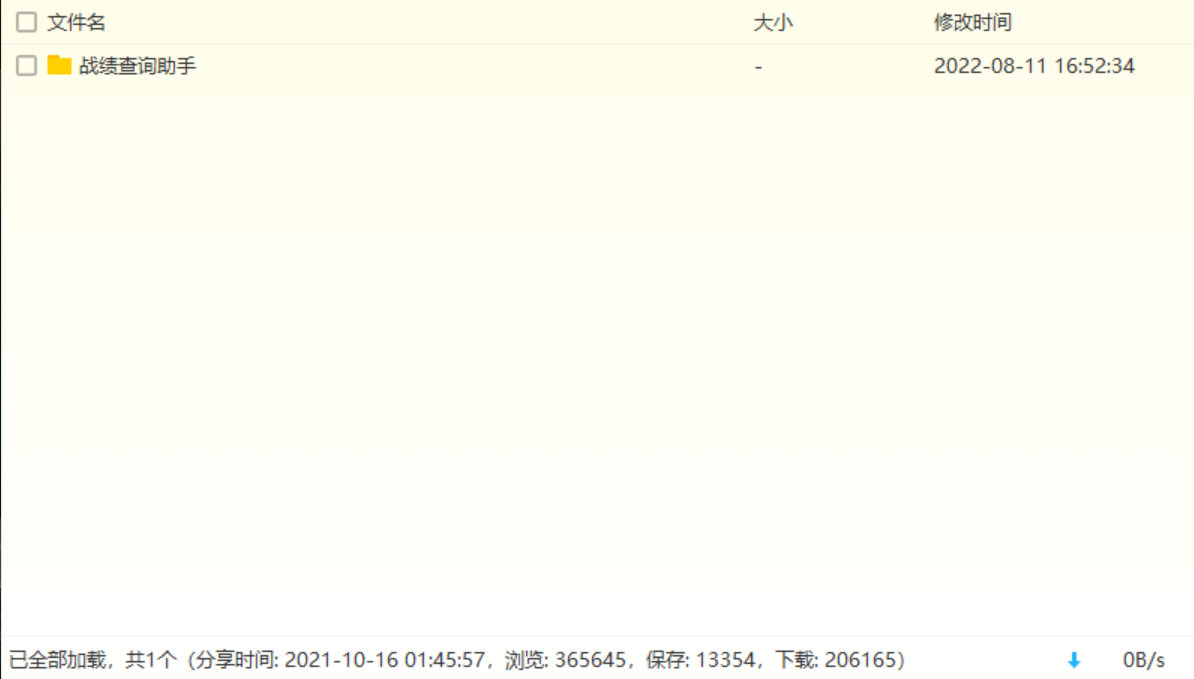 文件名 大小 修改时间
战绩查询助手 - 2022-08-11 16:52:34
已全部加载，共1个（分享时间: 2021-10-16 01:45:57，浏览: 365645，保存: 13354，下载: 206165） 0B/s